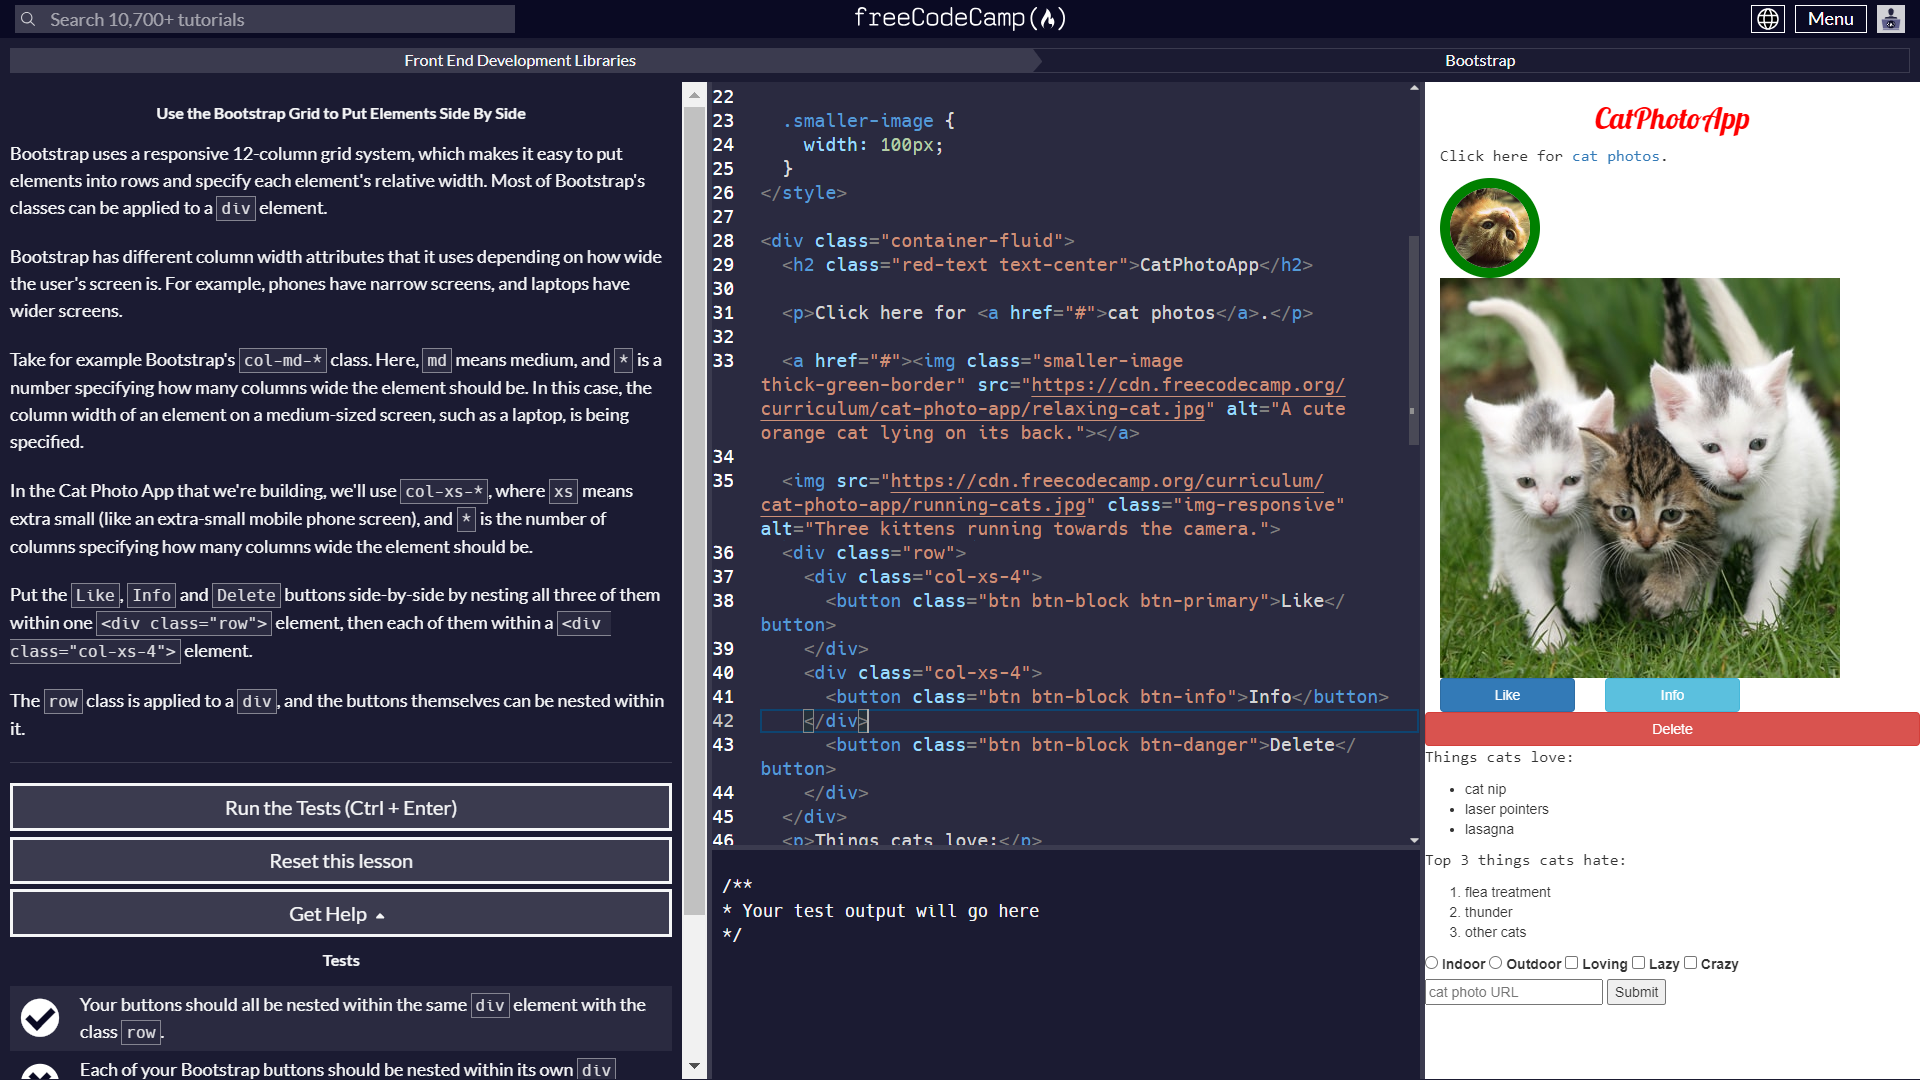 Search 10,700+ tutorials
freeCodeCamp
Menu
Front End Development Libraries
Bootstrap
Use the Bootstrap Grid to Put Elements Side By Side
Bootstrap uses a responsive 12-column grid system, which makes it easy to put
elements into rows and specify each element's relative width. Most of Bootstrap's
classes can be applied to a div element.
Bootstrap has different column width attributes that it uses depending on how wide
the user's screen is. For example, phones have narrow screens, and laptops have
wider screens.
Take for example Bootstrap's col-md-* class. Here, md means medium, and * is a
number specifying how many columns wide the element should be. In this case, the
column width of an element on a medium-sized screen, such as a laptop, is being
specified.
In the Cat Photo App that we're building, we'll use col-xs-*, where xs means
extra small (like an extra-small mobile phone screen), and * is the number of
columns specifying how many columns wide the element should be.
Put the Like, Info and Delete buttons side-by-side by nesting all three of them
within one <div class="row"> element, then each of them within a <div
class="col-xs-4"> element.
The row class is applied to a div, and the buttons themselves can be nested within
it.
Run the Tests (Ctrl + Enter)
Reset this lesson
Get Help
Tests
Your buttons should all be nested within the same div element with the
class row.
Each of your Bootstrap buttons should be nested within its own div
22
23 .smaller-image {
24 width: 100px;
25 }
26 </style>
27
28 <div class="container-fluid">
29 <h2 class="red-text text-center">CatPhotoApp</h2>
30
31 <p>Click here for <a href="#">cat photos</a>.</p>
32
33 <a href="#"><img class="smaller-image
thick-green-border" src="https://cdn.freecodecamp.org/
curriculum/cat-photo-app/relaxing-cat.jpg" alt="A cute
orange cat lying on its back."></a>
34
35 <img src="https://cdn.freecodecamp.org/curriculum/
cat-photo-app/running-cats.jpg" class="img-responsive"
alt="Three kittens running towards the camera.">
36 <div class="row">
37 <div class="col-xs-4">
38 <button class="btn btn-block btn-primary">Like</
button>
39 </div>
40 <div class="col-xs-4">
41 <button class="btn btn-block btn-info">Info</button>
42 </div>
43 <button class="btn btn-block btn-danger">Delete</
button>
44 </div>
45 </div>
46 <p>Things cats love:</p>
/**
* Your test output will go here
*/
CatPhotoApp
Click here for cat photos.
Like
Info
Delete
Things cats love:
• cat nip
• laser pointers
• lasagna
Top 3 things cats hate:
1. flea treatment
2. thunder
3. other cats
Indoor Outdoor Loving Lazy Crazy
cat photo URL Submit